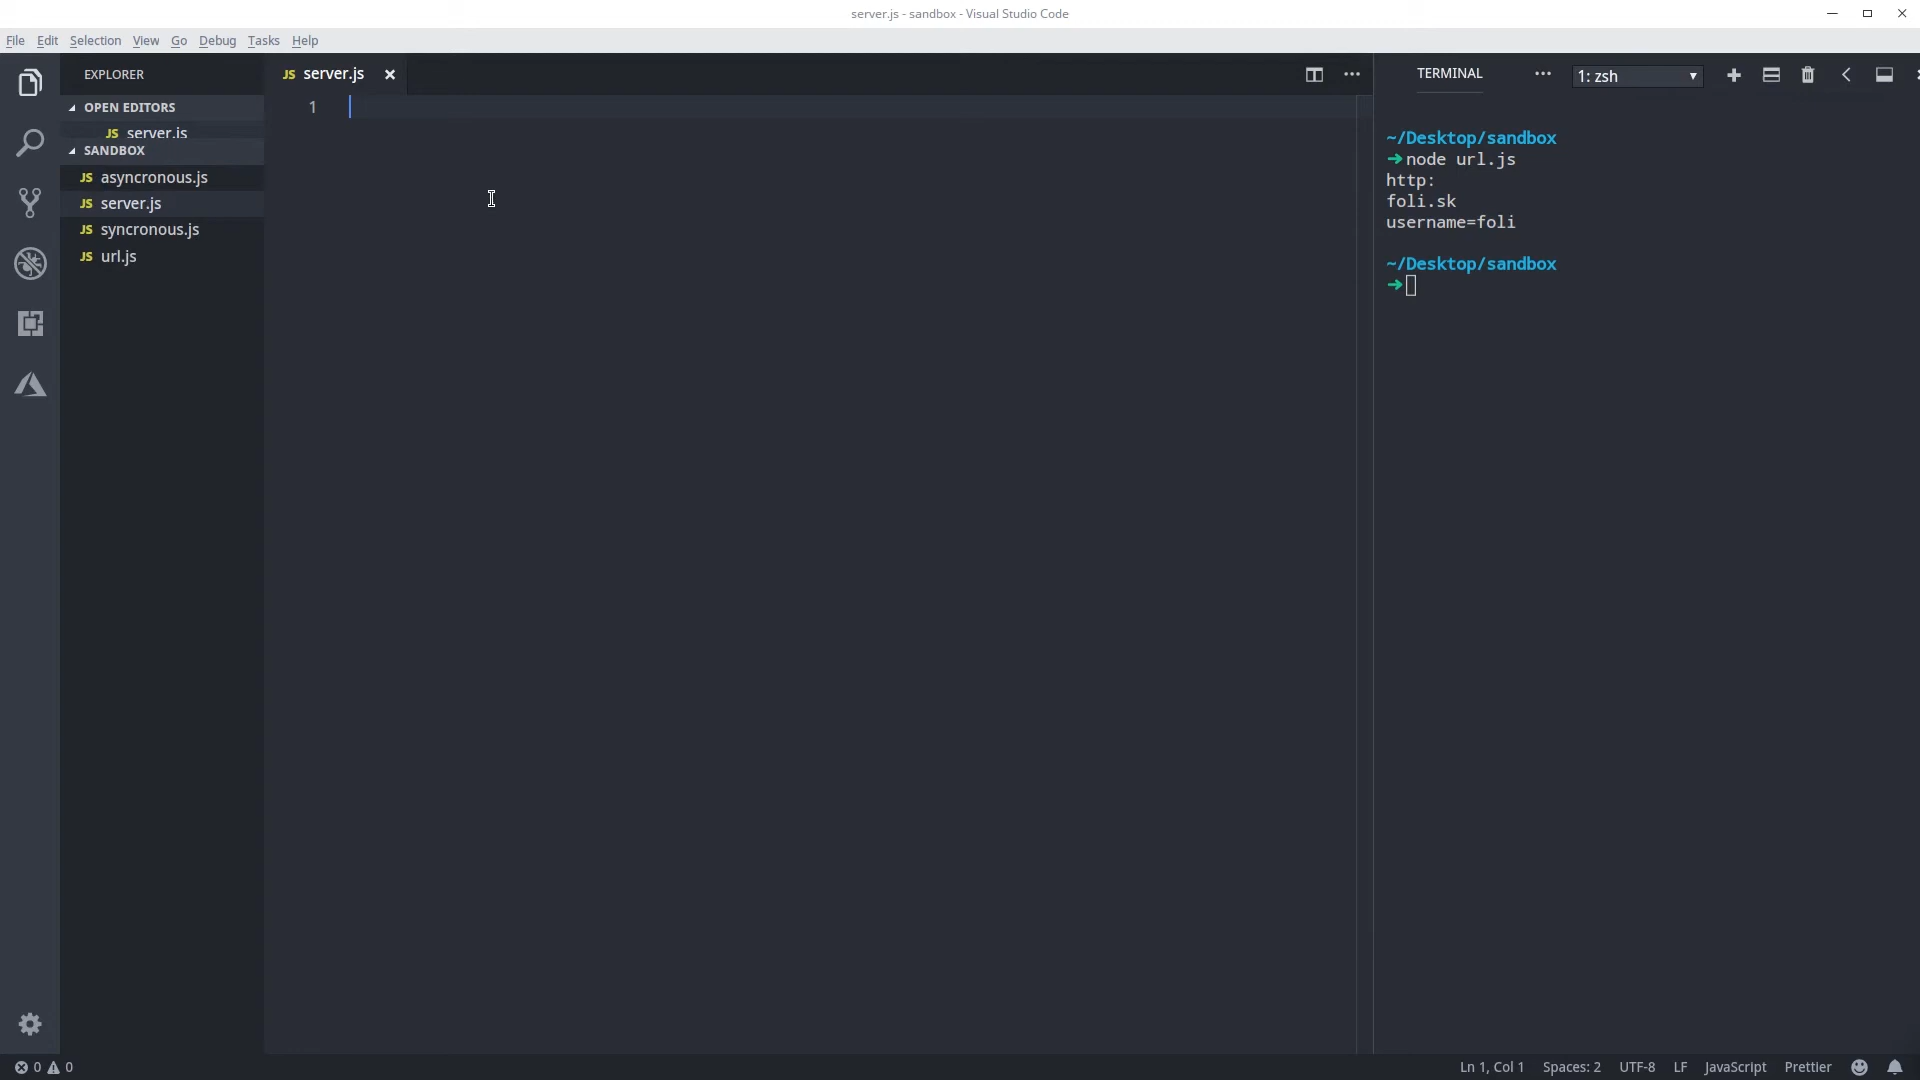 server.js - sandbox - Visual Studio Code
File Edit Selection View Go Debug Tasks Help
EXPLORER
OPEN EDITORS
JS server.js
SANDBOX
JS asyncronous.js
JS server.js
JS syncronous.js
JS url.js
JS server.js
1
TERMINAL
1: zsh
~/Desktop/sandbox
➜ node url.js
http:
foli.sk
username=foli
~/Desktop/sandbox
➜
0 0
Ln 1, Col 1 Spaces: 2 UTF-8 LF JavaScript Prettier